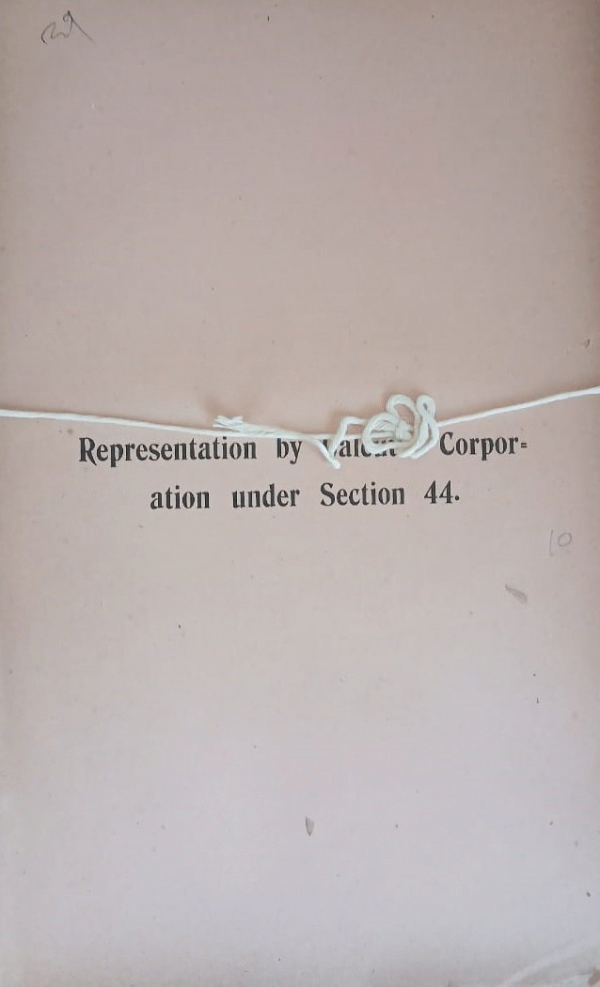 Representation by Corpor=
ation under Section 44.
10